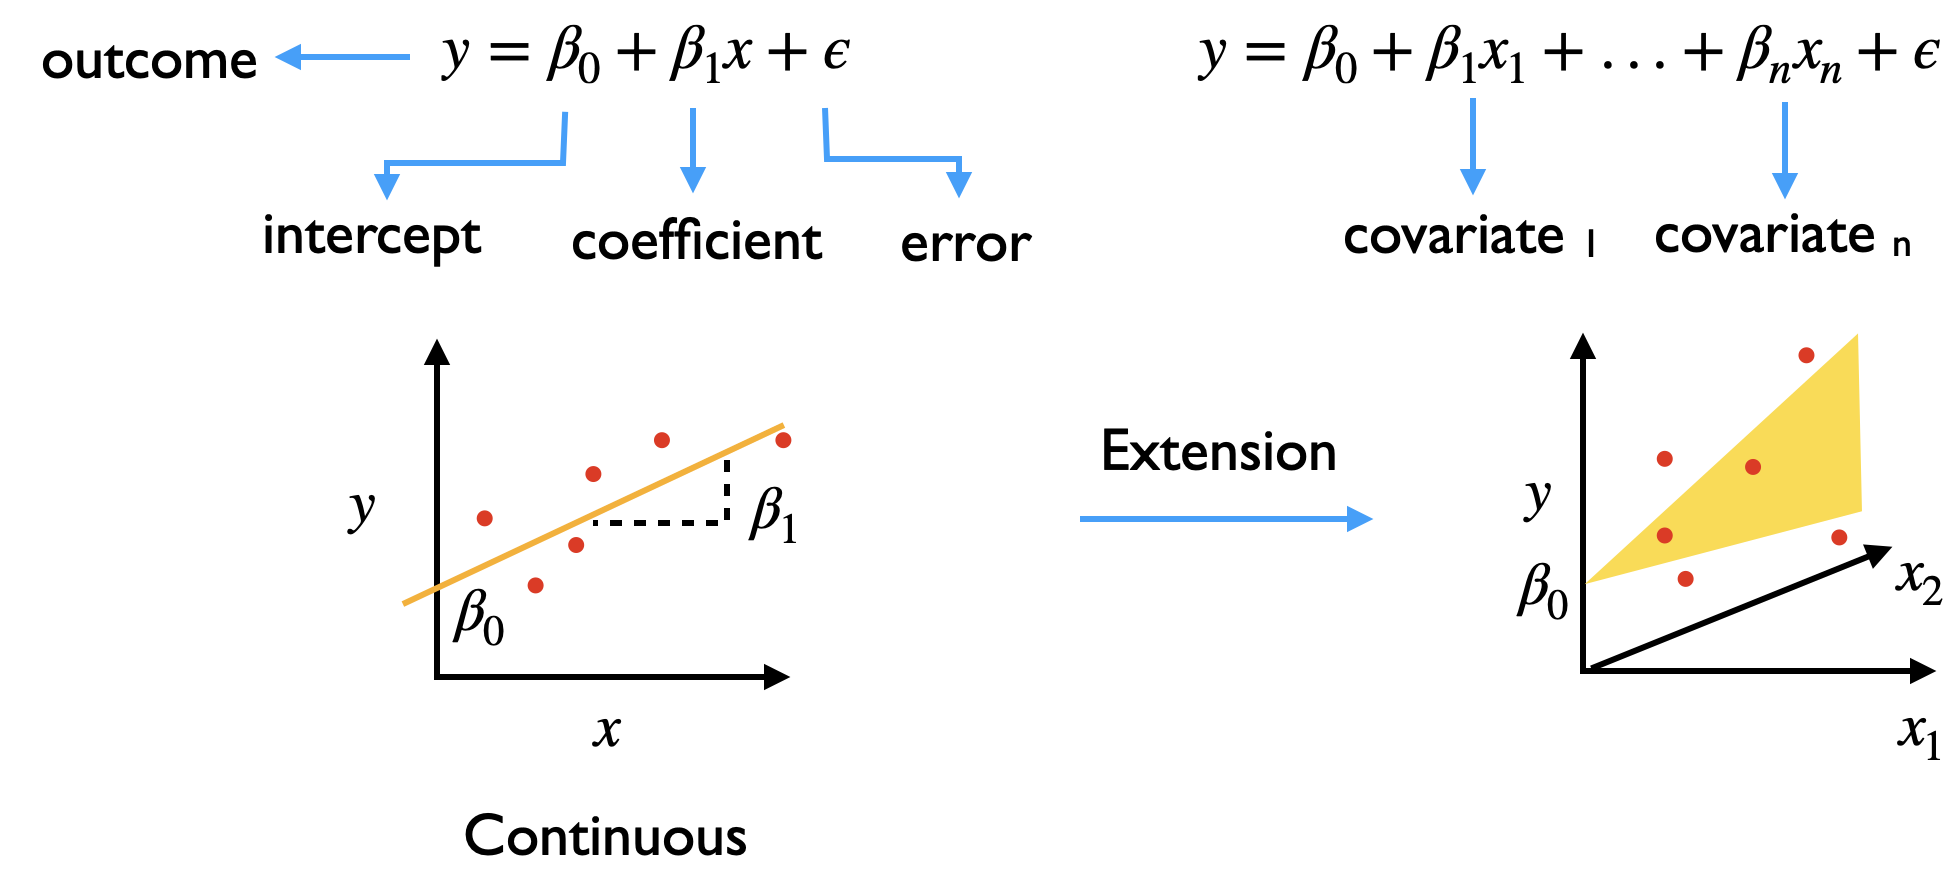 outcome y = β₀ + β₁x + ϵ
y = β₀ + β₁x₁ + . . . + βₙxₙ + ϵ
intercept coefficient error
covariate ₁ covariate ₙ
y
β₀
β₁
x
Continuous
Extension
y
β₀
x₂
x₁